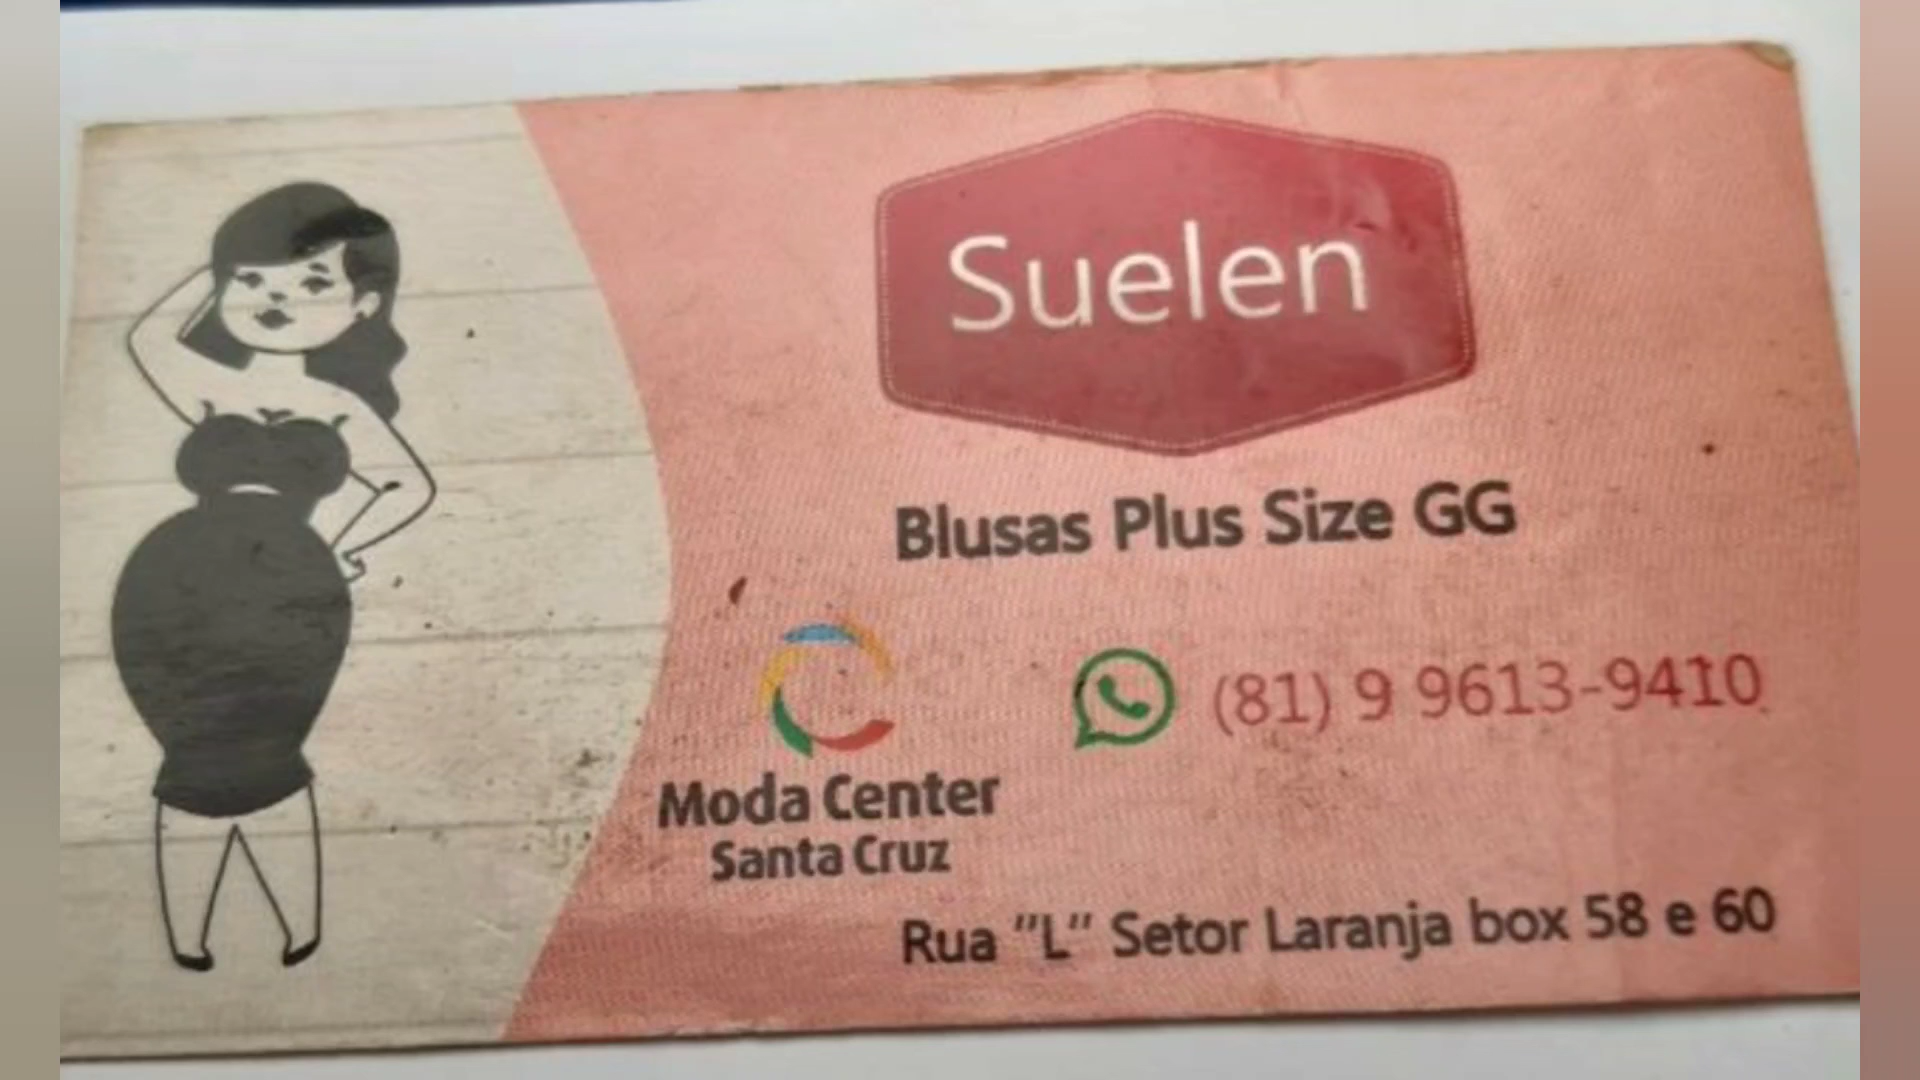 Suelen
Blusas Plus Size GG
(81) 9 9613-9410
Moda Center
Santa Cruz
Rua "L" Setor Laranja box 58 e 60